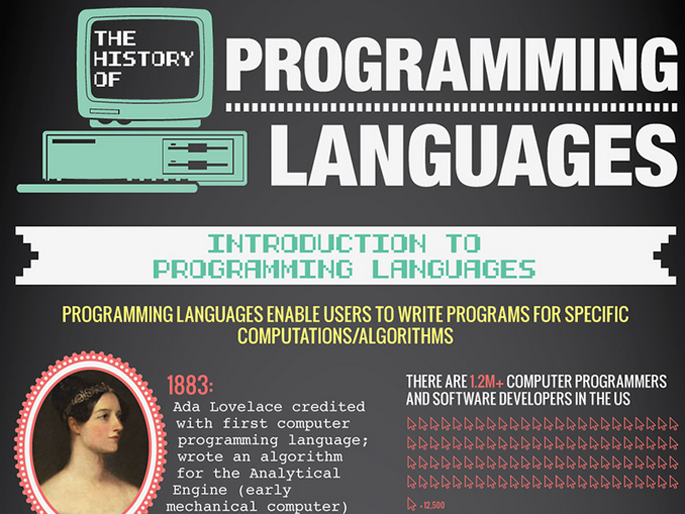 THE
HISTORY
OF
PROGRAMMING
LANGUAGES
INTRODUCTION TO
PROGRAMMING LANGUAGES
PROGRAMMING LANGUAGES ENABLE USERS TO WRITE PROGRAMS FOR SPECIFIC
COMPUTATIONS/ALGORITHMS
1883:
Ada Lovelace credited
with first computer
programming language;
wrote an algorithm
for the Analytical
Engine (early
mechanical computer)
THERE ARE 1.2M+ COMPUTER PROGRAMMERS
AND SOFTWARE DEVELOPERS IN THE US
=12,500